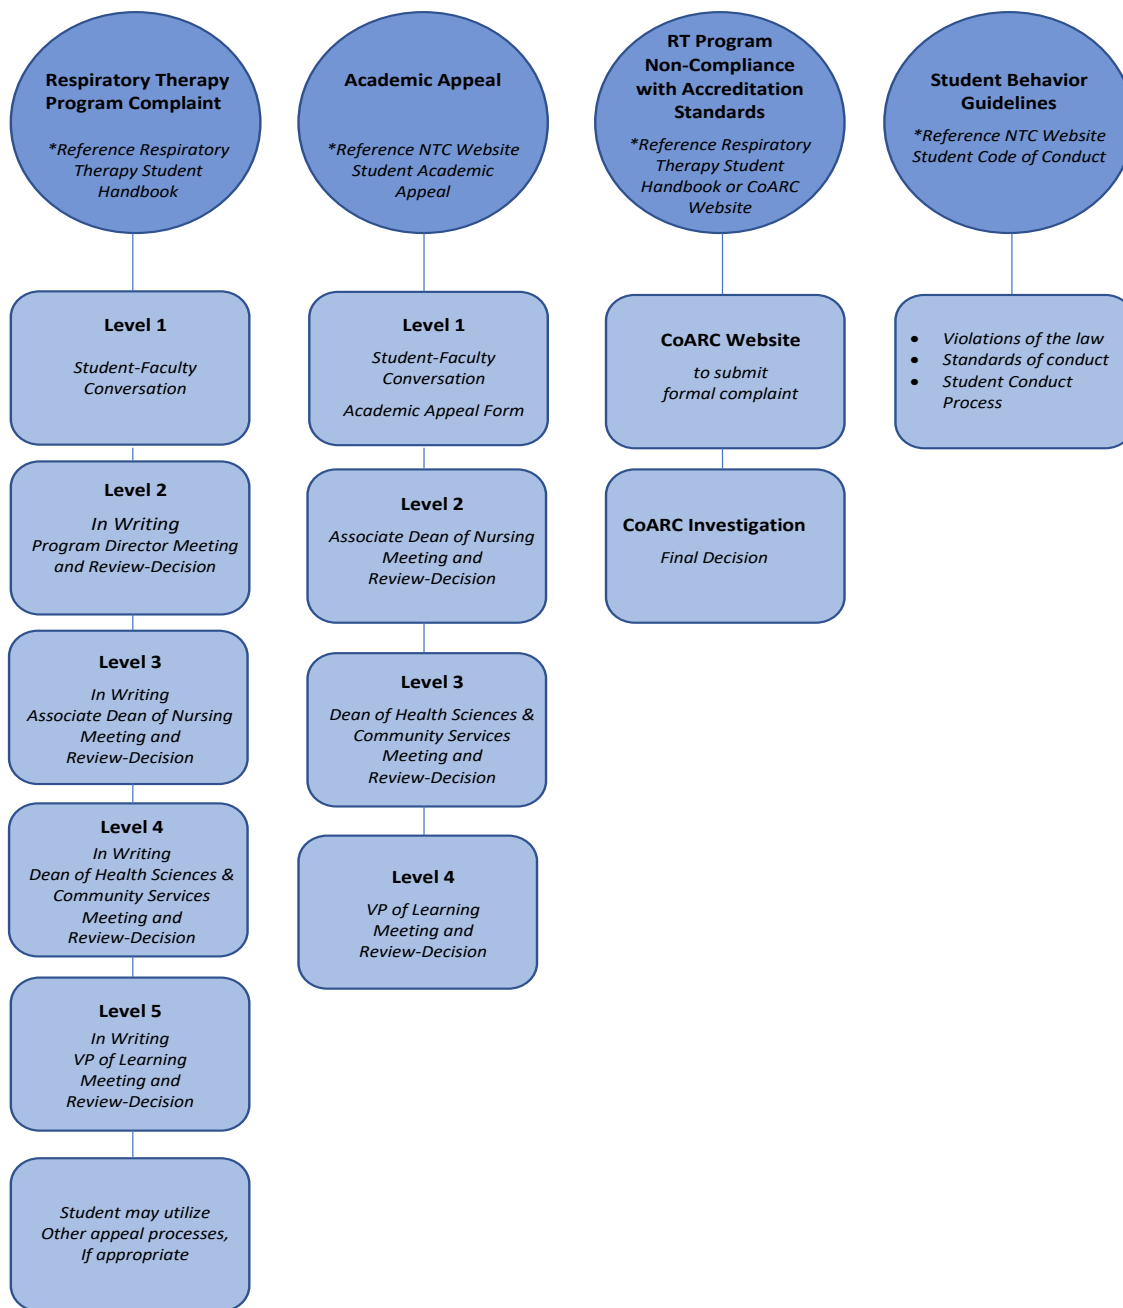 Respiratory Therapy
Program Complaint
*Reference Respiratory
Therapy Student
Handbook
Level 1
Student-Faculty
Conversation
Level 2
In Writing
Program Director Meeting
and Review-Decision
Level 3
In Writing
Associate Dean of Nursing
Meeting and
Review-Decision
Level 4
In Writing
Dean of Health Sciences &
Community Services
Meeting and
Review-Decision
Level 5
In Writing
VP of Learning
Meeting and
Review-Decision
Student may utilize
Other appeal processes,
If appropriate
Academic Appeal
*Reference NTC Website
Student Academic
Appeal
Level 1
Student-Faculty
Conversation
Academic Appeal Form
Level 2
Associate Dean of Nursing
Meeting and
Review-Decision
Level 3
Dean of Health Sciences &
Community Services
Meeting and
Review-Decision
Level 4
VP of Learning
Meeting and
Review-Decision
RT Program
Non-Compliance
with Accreditation
Standards
*Reference Respiratory
Therapy Student
Handbook or CoARC
Website
CoARC Website
to submit
formal complaint
CoARC Investigation
Final Decision
Student Behavior
Guidelines
*Reference NTC Website
Student Code of Conduct
• Violations of the law
• Standards of conduct
• Student Conduct
Process